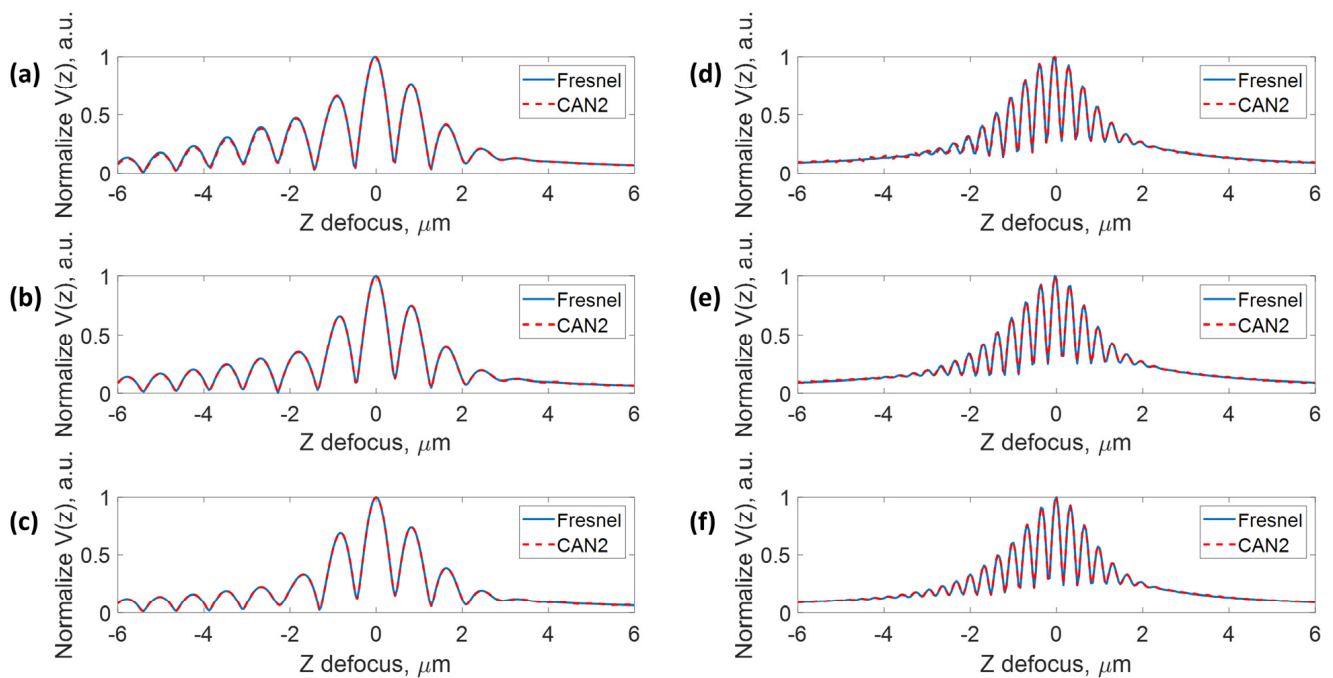 (a)
Normalize V(z), a.u.
1
0.5
0
-6 -4 -2 0 2 4 6
Z defocus, μm
Fresnel
CAN2
(b)
Normalize V(z), a.u.
1
0.5
0
-6 -4 -2 0 2 4 6
Z defocus, μm
Fresnel
CAN2
(c)
Normalize V(z), a.u.
1
0.5
0
-6 -4 -2 0 2 4 6
Z defocus, μm
Fresnel
CAN2
(d)
Normalize V(z), a.u.
1
0.5
0
-6 -4 -2 0 2 4 6
Z defocus, μm
Fresnel
CAN2
(e)
Normalize V(z), a.u.
1
0.5
0
-6 -4 -2 0 2 4 6
Z defocus, μm
Fresnel
CAN2
(f)
Normalize V(z), a.u.
1
0.5
0
-6 -4 -2 0 2 4 6
Z defocus, μm
Fresnel
CAN2